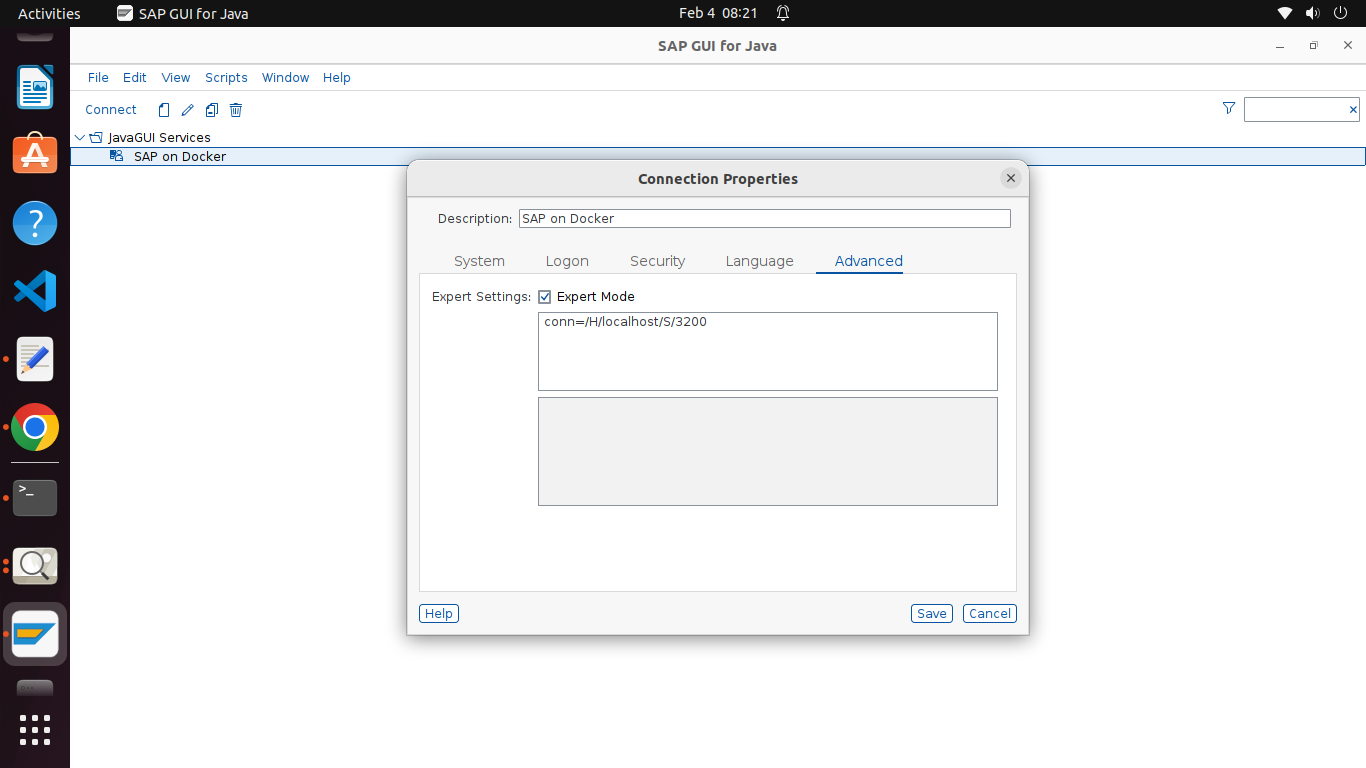 Activities
SAP GUI for Java
Feb 4 08:21
SAP GUI for Java
File Edit View Scripts Window Help
Connect
JavaGUI Services
SAP on Docker
Connection Properties
Description: SAP on Docker
System Logon Security Language Advanced
Expert Settings: Expert Mode
conn=/H/localhost/S/3200
Help Save Cancel